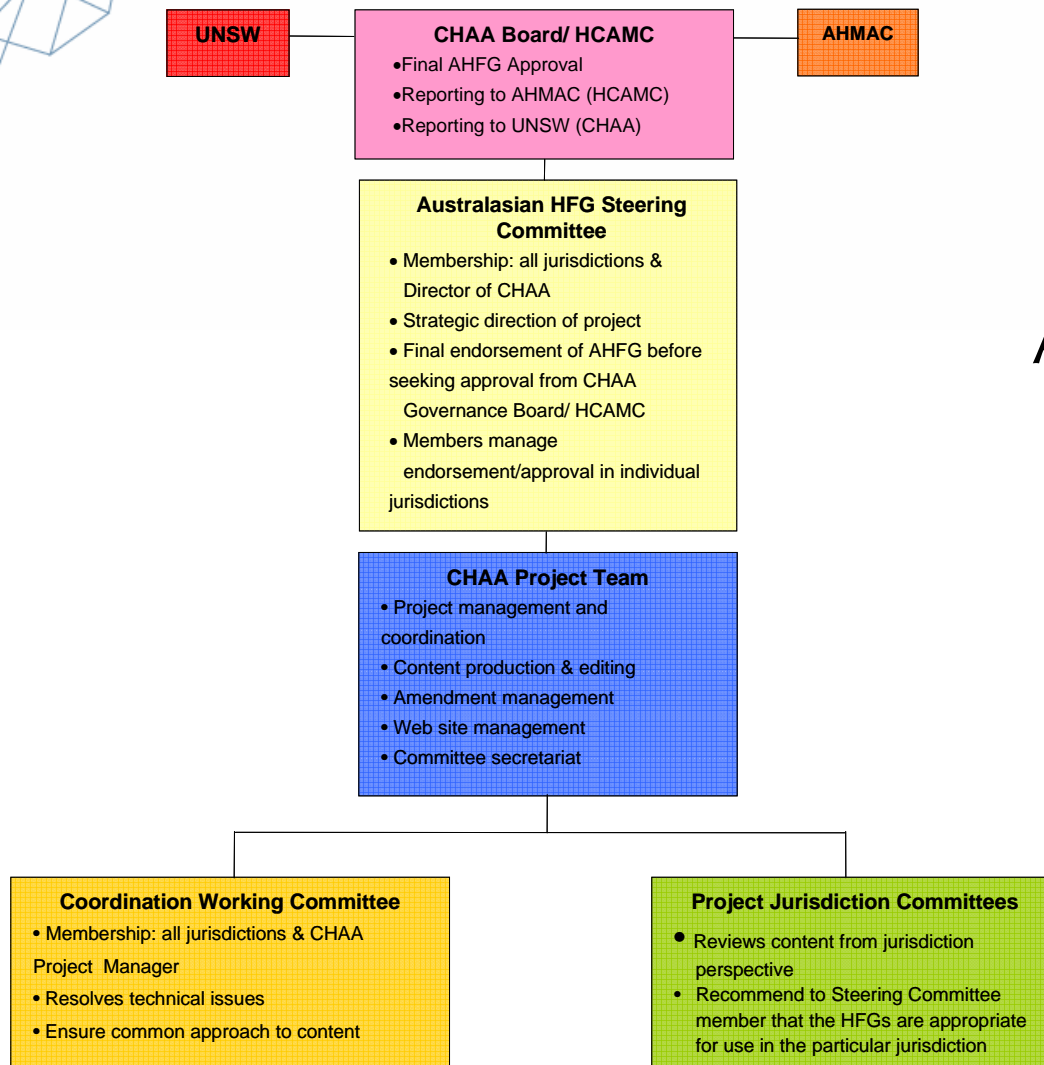 UNSW
CHAA Board/ HCAMC
•Final AHFG Approval
•Reporting to AHMAC (HCAMC)
•Reporting to UNSW (CHAA)
AHMAC
Australasian HFG Steering
Committee
• Membership: all jurisdictions &
Director of CHAA
• Strategic direction of project
• Final endorsement of AHFG before
seeking approval from CHAA
Governance Board/ HCAMC
• Members manage
endorsement/approval in individual
jurisdictions
CHAA Project Team
• Project management and
coordination
• Content production & editing
• Amendment management
• Web site management
• Committee secretariat
Coordination Working Committee
• Membership: all jurisdictions & CHAA
Project Manager
• Resolves technical issues
• Ensure common approach to content
Project Jurisdiction Committees
• Reviews content from jurisdiction
perspective
• Recommend to Steering Committee
member that the HFGs are appropriate
for use in the particular jurisdiction